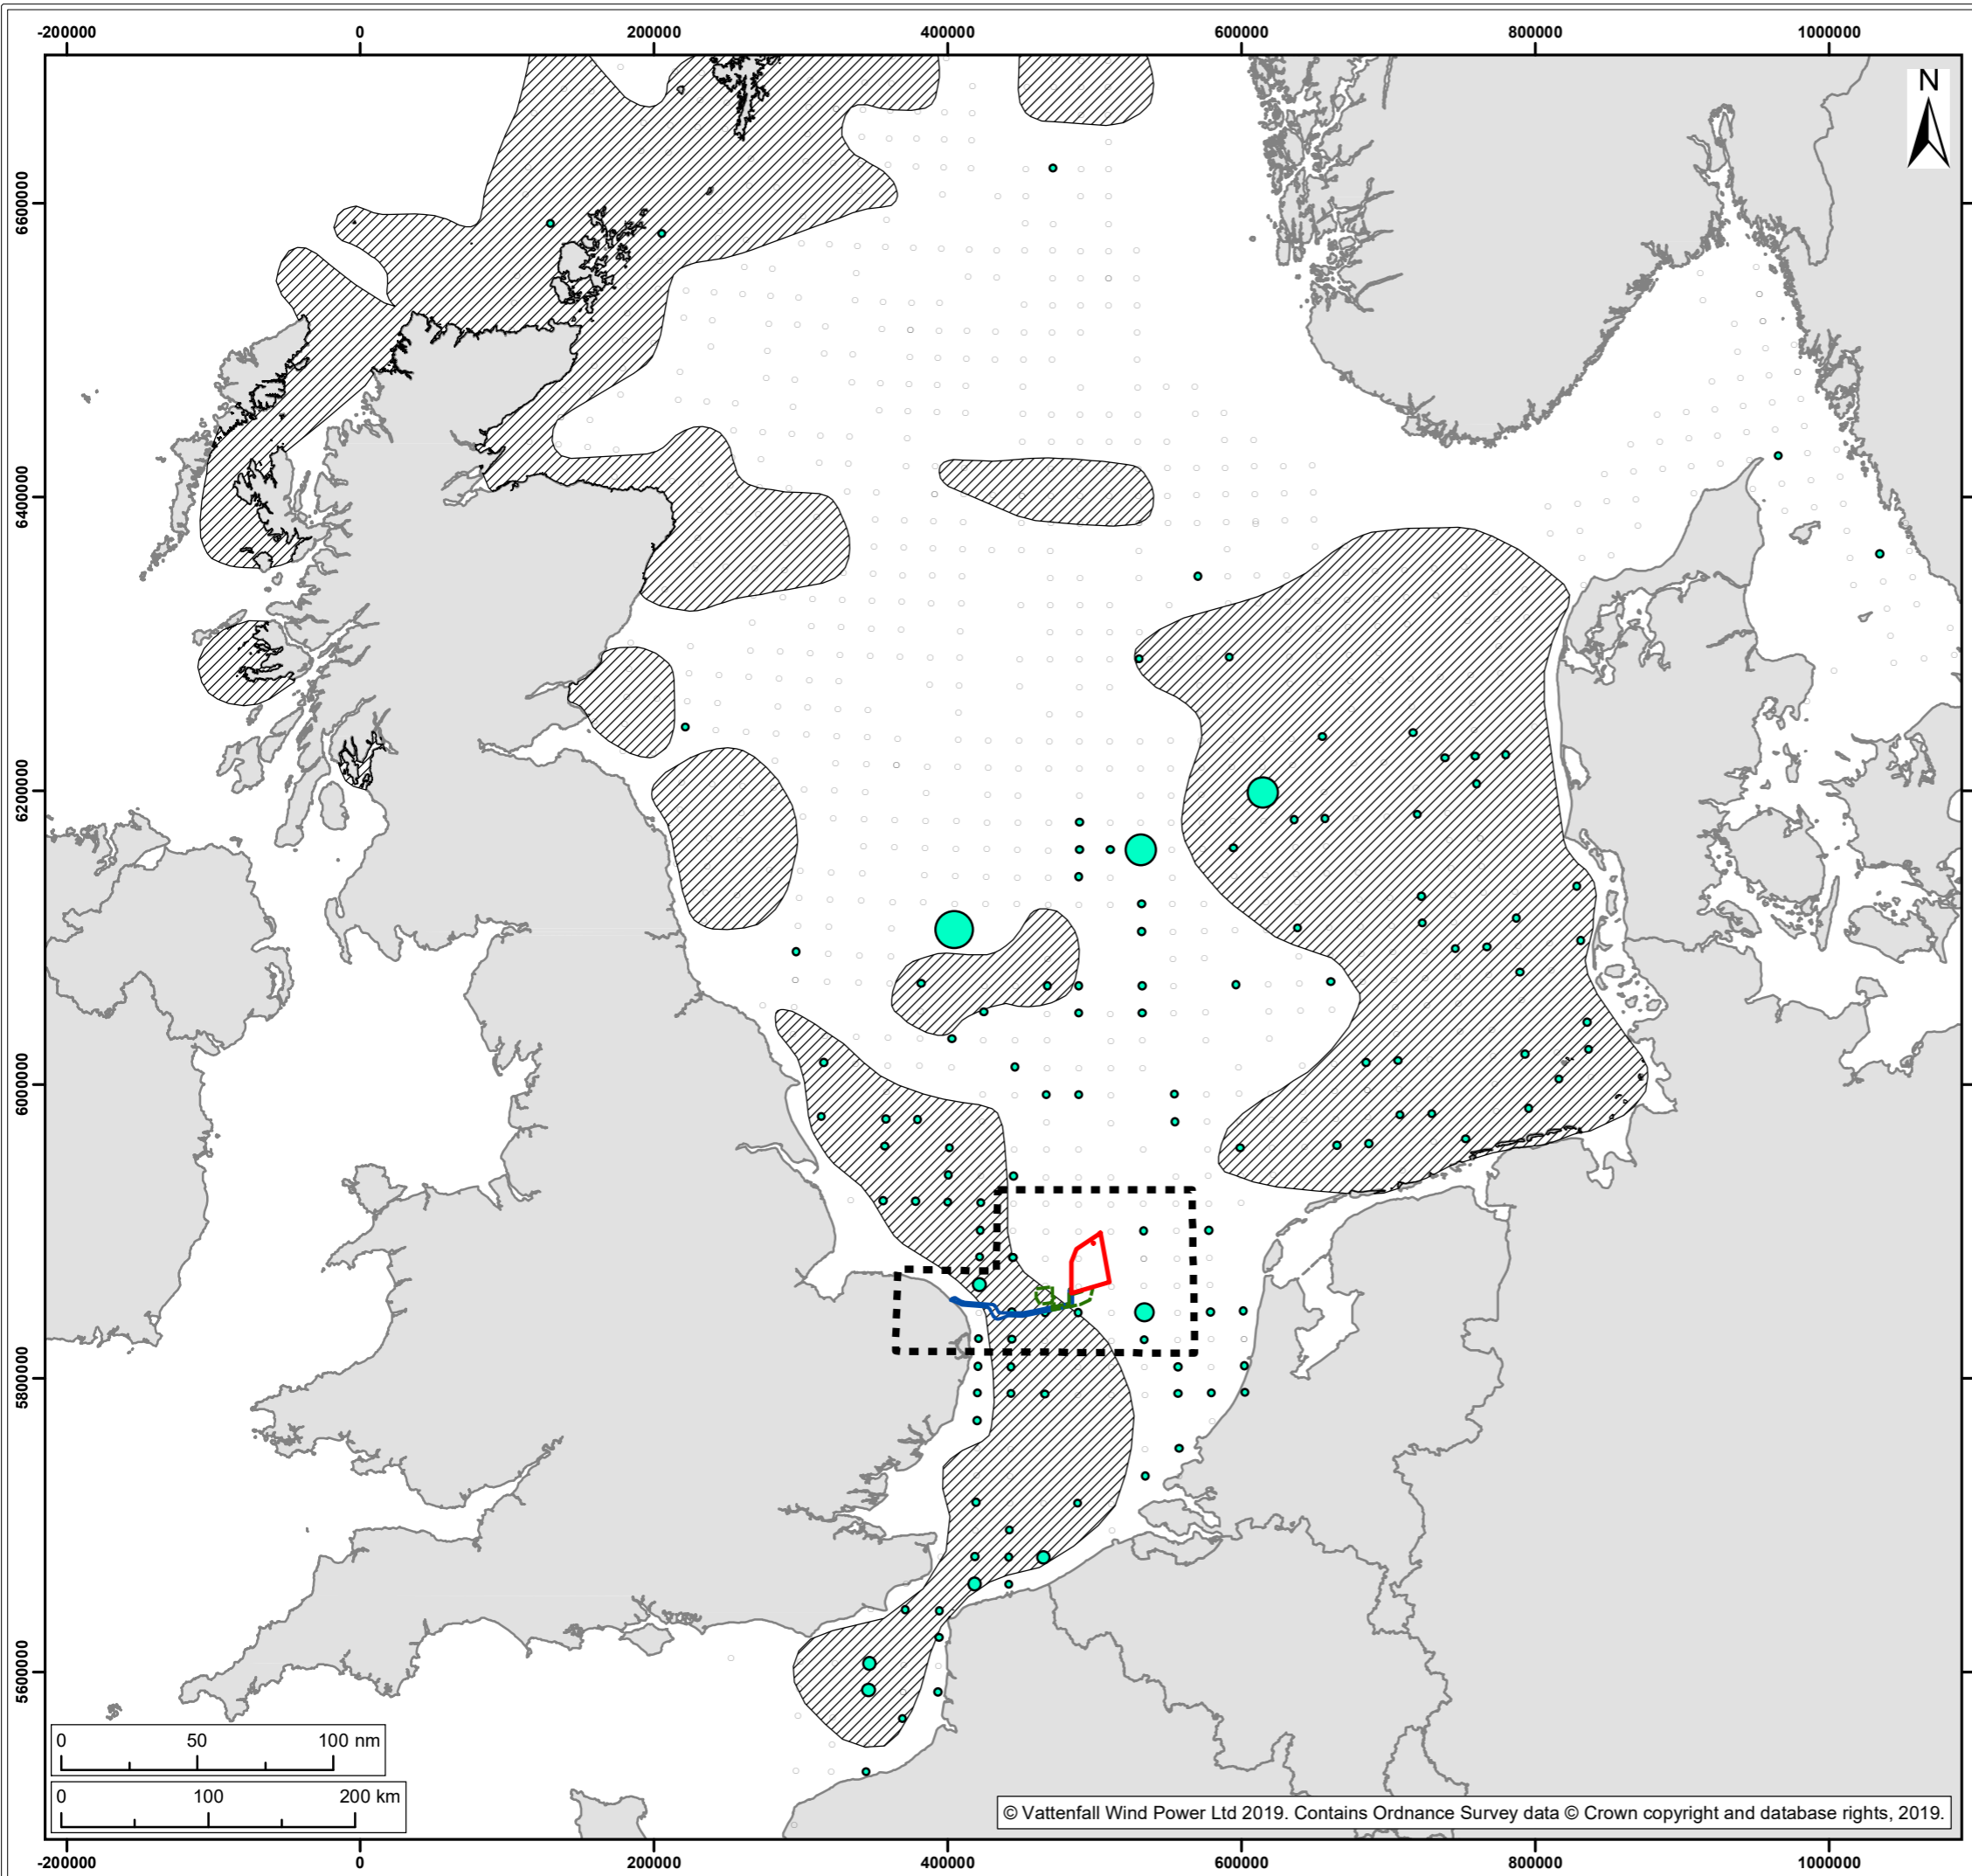 -200000 0 200000 400000 600000 800000 1000000
N
6600000
6400000
6200000
6000000
5800000
5600000
0 50 100 nm
0 100 200 km
© Vattenfall Wind Power Ltd 2019. Contains Ordnance Survey data © Crown copyright and database rights, 2019.
-200000 0 200000 400000 600000 800000 1000000